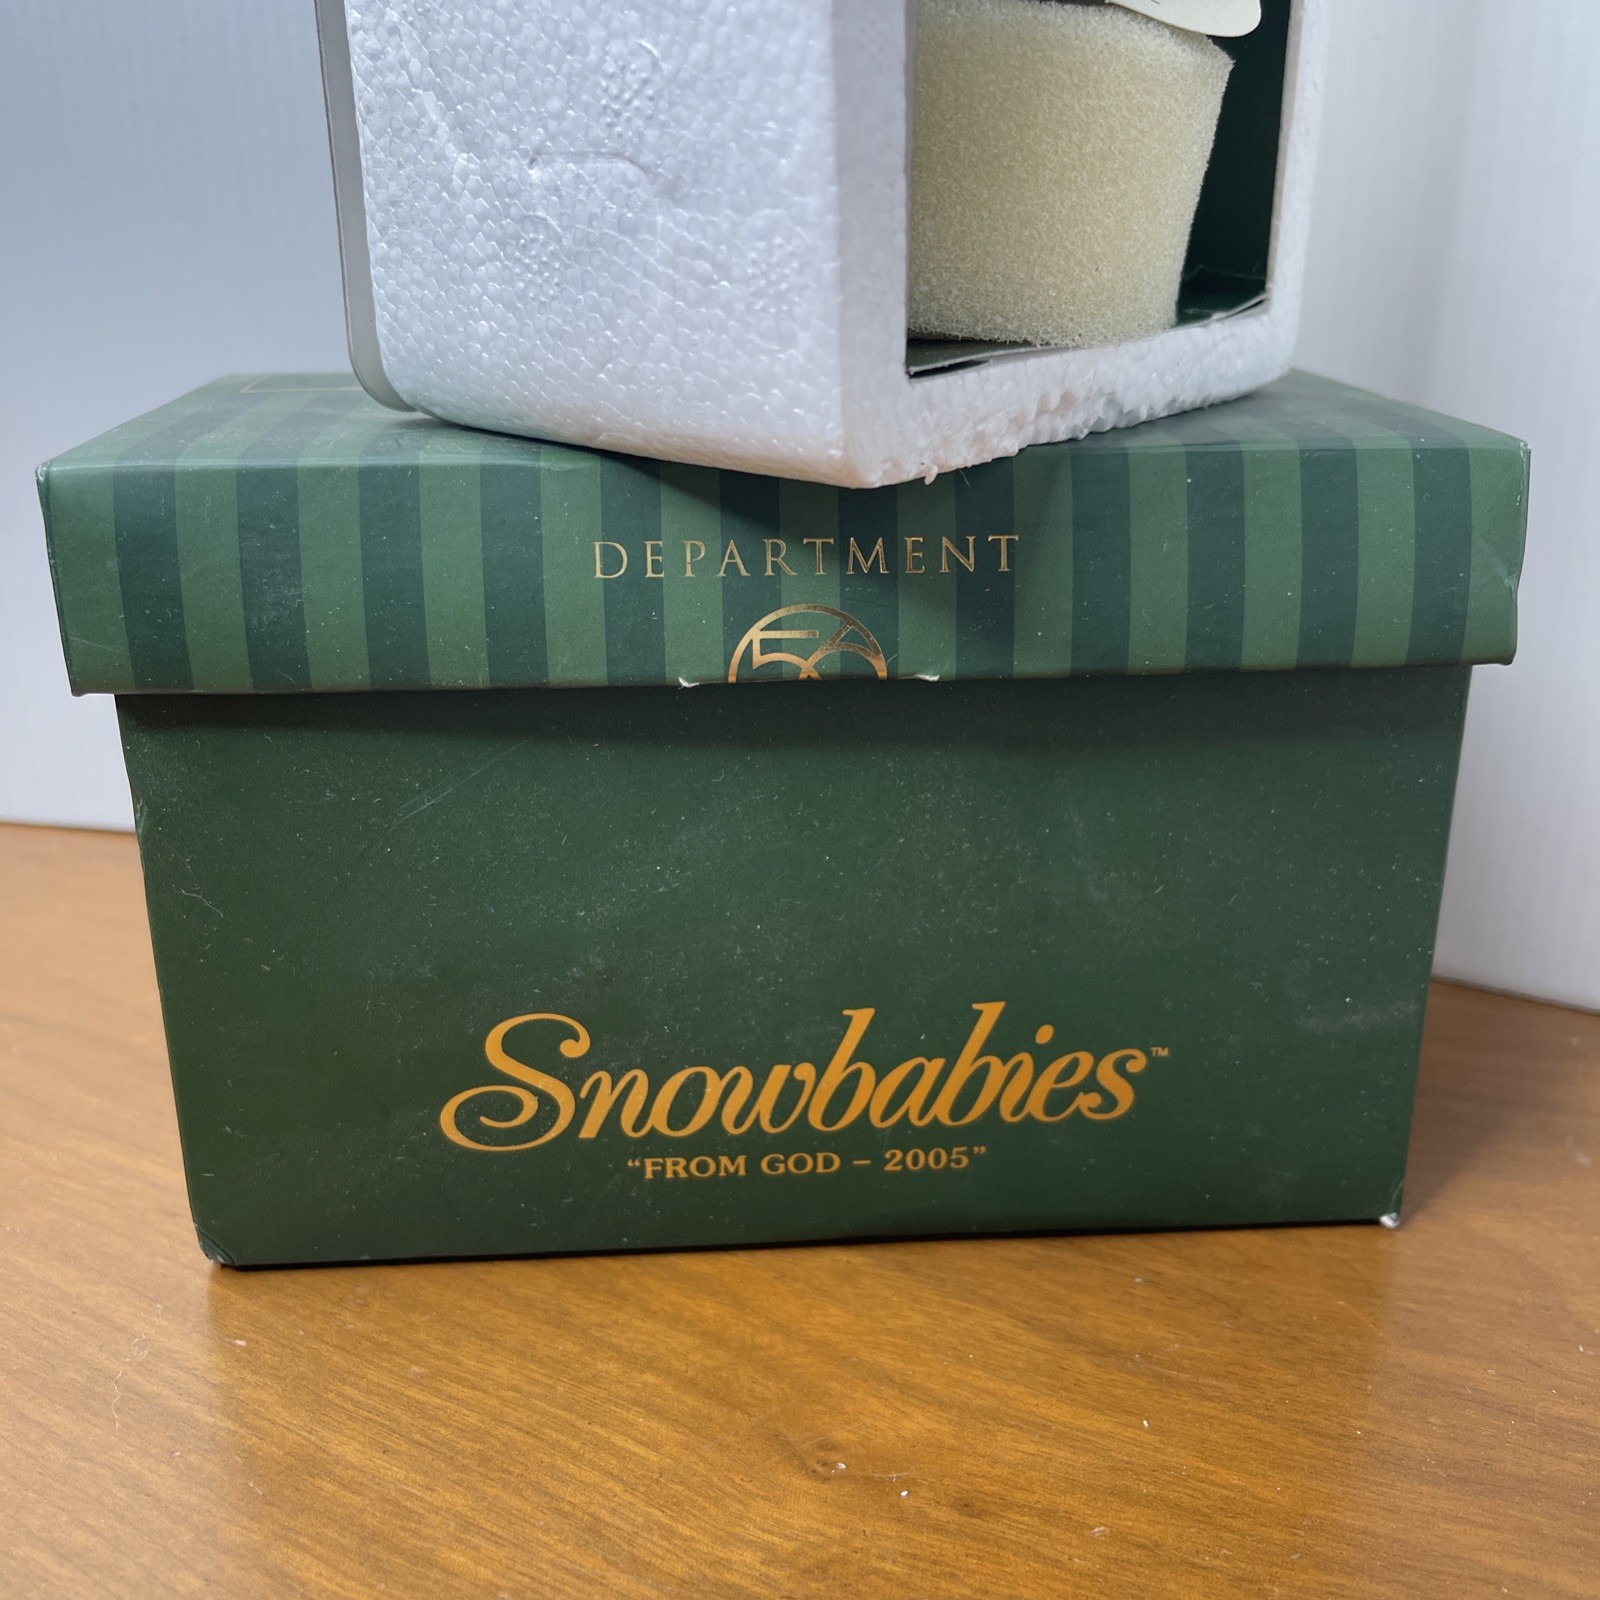 DEPARTMENT
56
Snowbabies™
“FROM GOD – 2005”